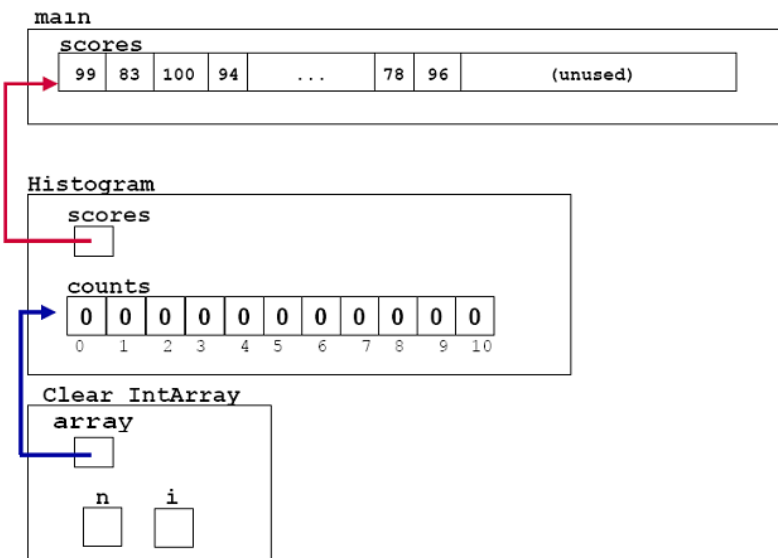 main
scores
99 83 100 94 ... 78 96 (unused)
Histogram
scores
counts
0 0 0 0 0 0 0 0 0 0 0
0 1 2 3 4 5 6 7 8 9 10
Clear IntArray
array
n i